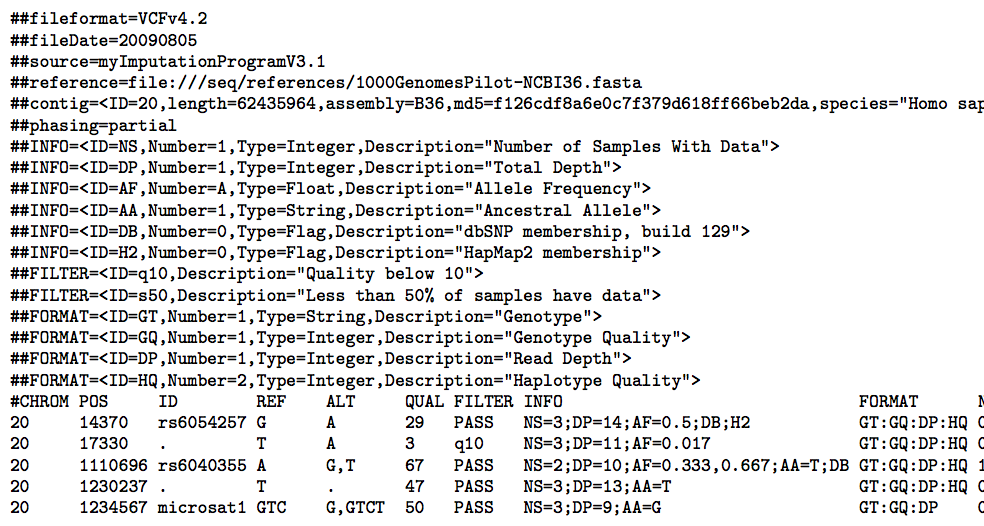 ##fileformat=VCFv4.2
##fileDate=20090805
##source=myImputationProgramV3.1
##reference=file:///seq/references/1000GenomesPilot-NCBI36.fasta
##contig=<ID=20,length=62435964,assembly=B36,md5=f126cdf8a6e0c7f379d618ff66beb2da,species="Homo sap
##phasing=partial
##INFO=<ID=NS,Number=1,Type=Integer,Description="Number of Samples With Data">
##INFO=<ID=DP,Number=1,Type=Integer,Description="Total Depth">
##INFO=<ID=AF,Number=A,Type=Float,Description="Allele Frequency">
##INFO=<ID=AA,Number=1,Type=String,Description="Ancestral Allele">
##INFO=<ID=DB,Number=0,Type=Flag,Description="dbSNP membership, build 129">
##INFO=<ID=H2,Number=0,Type=Flag,Description="HapMap2 membership">
##FILTER=<ID=q10,Description="Quality below 10">
##FILTER=<ID=s50,Description="Less than 50% of samples have data">
##FORMAT=<ID=GT,Number=1,Type=String,Description="Genotype">
##FORMAT=<ID=GQ,Number=1,Type=Integer,Description="Genotype Quality">
##FORMAT=<ID=DP,Number=1,Type=Integer,Description="Read Depth">
##FORMAT=<ID=HQ,Number=2,Type=Integer,Description="Haplotype Quality">
#CHROM POS ID REF ALT QUAL FILTER INFO FORMAT
20 14370 rs6054257 G A 29 PASS NS=3;DP=14;AF=0.5;DB;H2 GT:GQ:DP:HQ
20 17330 . T A 3 q10 NS=3;DP=11;AF=0.017 GT:GQ:DP:HQ
20 1110696 rs6040355 A G,T 67 PASS NS=2;DP=10;AF=0.333,0.667;AA=T;DB GT:GQ:DP:HQ 1
20 1230237 . T . 47 PASS NS=3;DP=13;AA=T GT:GQ:DP:HQ
20 1234567 microsat1 GTC G,GTCT 50 PASS NS=3;DP=9;AA=G GT:GQ:DP